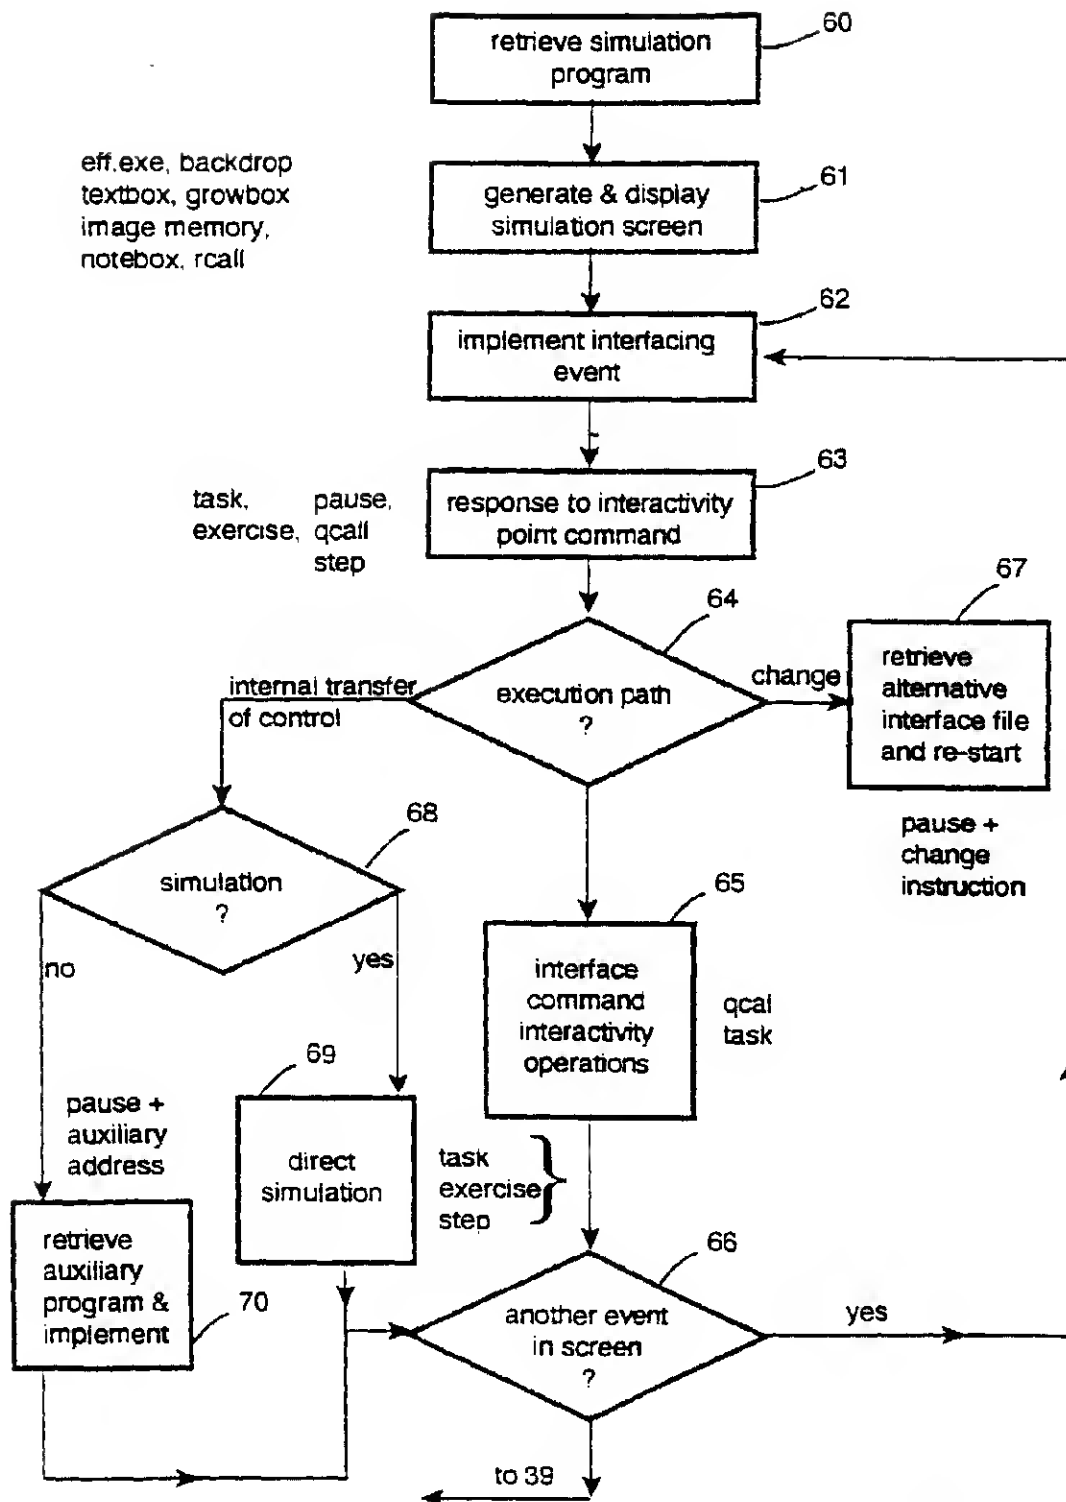 60
retrieve simulation
program
eff.exe, backdrop
textbox, growbox
image memory,
notebox, rcall
61
generate & display
simulation screen
62
implement interfacing
event
63
task, pause,
exercise, qcall
step
response to interactivity
point command
64
67
execution path
?
change
retrieve
alternative
interface file
and re-start
internal transfer
of control
pause +
change
instruction
68
simulation
?
no
yes
65
interface
command
interactivity
operations
qcal
task
69
pause +
auxiliary
address
direct
simulation
task
exercise
step
retrieve
auxiliary
program &
implement
70
66
another event
in screen
?
yes
to 39